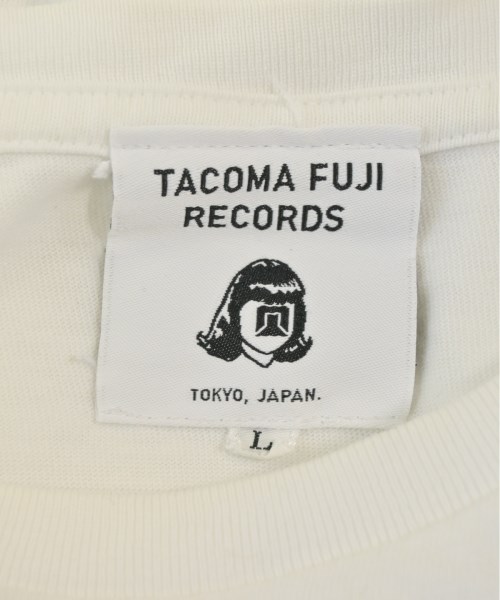 TACOMA FUJI
RECORDS
TOKYO, JAPAN.
L